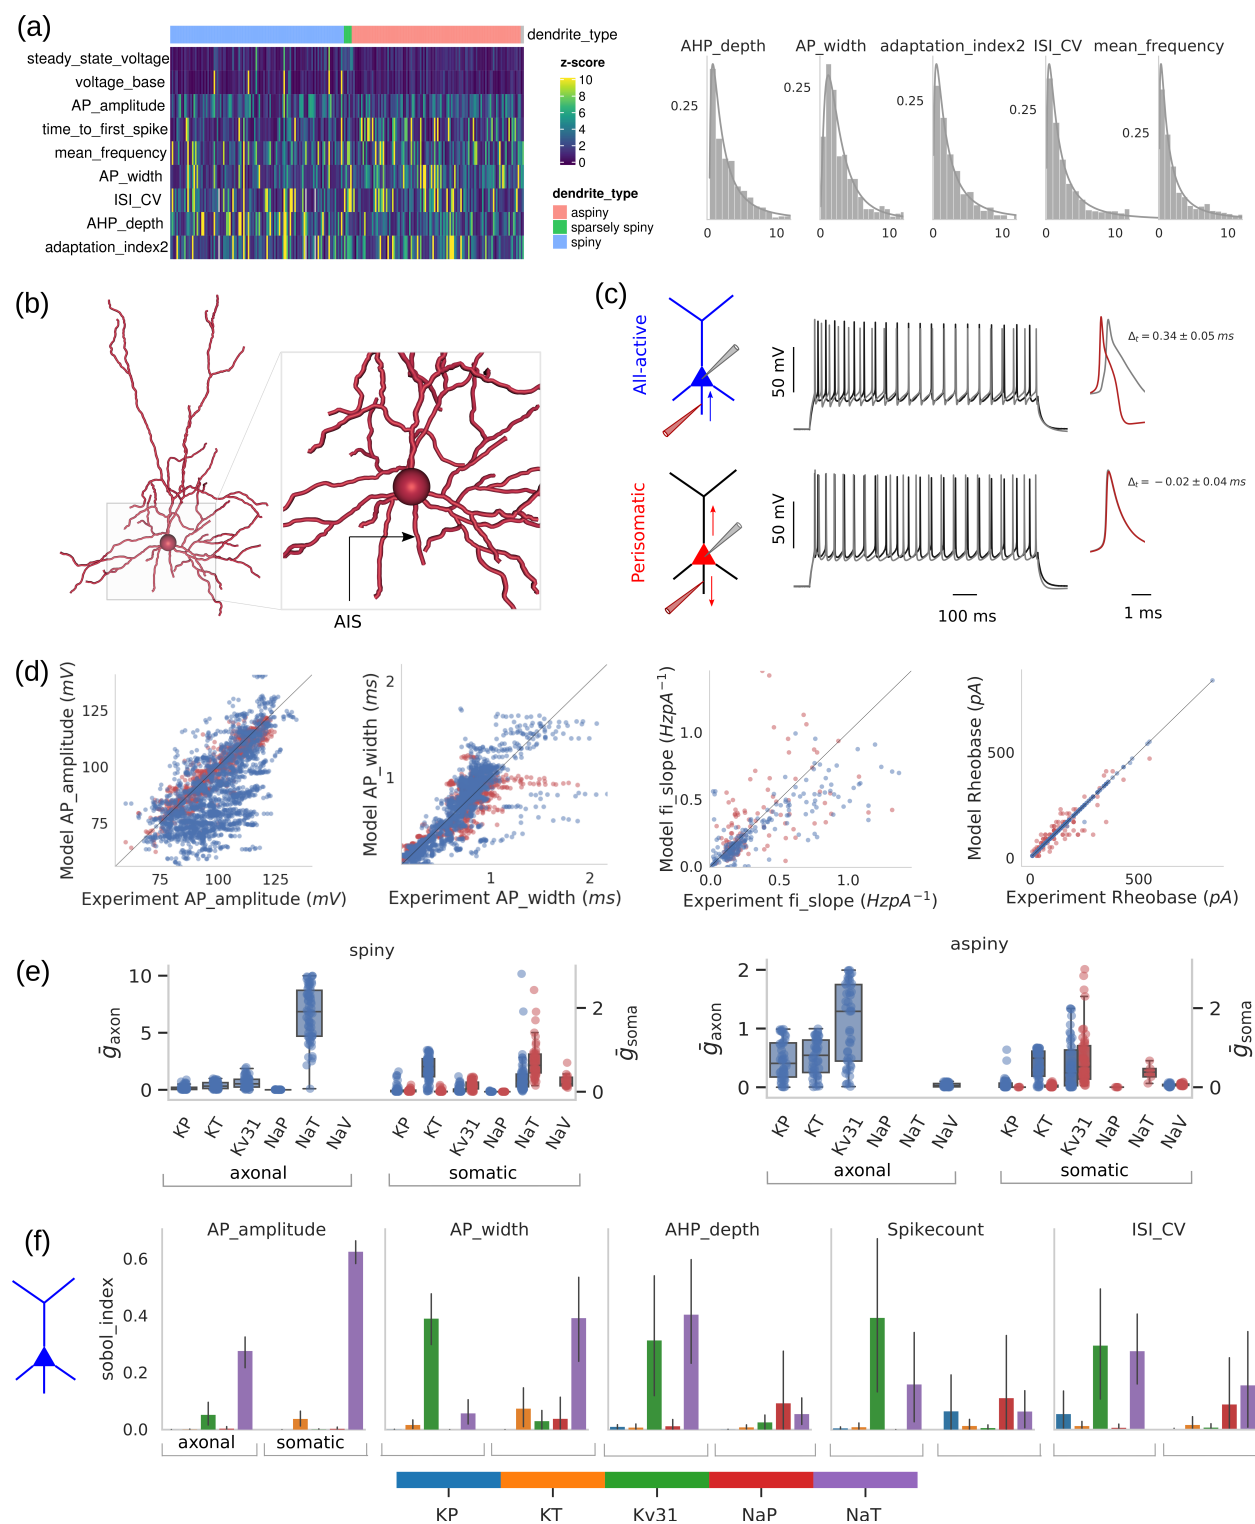 (a)
dendrite_type
steady_state_voltage
voltage_base
AP_amplitude
time_to_first_spike
mean_frequency
AP_width
ISI_CV
AHP_depth
adaptation_index2
z-score
10
8
6
4
2
0
dendrite_type
aspiny
sparsely spiny
spiny
AHP_depth AP_width adaptation_index2 ISI_CV mean_frequency
0.25 0.25 0.25 0.25 0.25
0 10 0 10 0 10 0 10 0 10
(b)
AIS
(c)
All-active
50 mV
Δt = 0.34 ± 0.05 ms
Perisomatic
50 mV
Δt = −0.02 ± 0.04 ms
100 ms
1 ms
(d)
Model AP_amplitude (mV)
125
100
75
75 100 125
Experiment AP_amplitude (mV)
Model AP_width (ms)
2
1
1 2
Experiment AP_width (ms)
Model fi_slope (HzpA⁻¹)
1.0
0.5
0.0
0.0 0.5 1.0
Experiment fi_slope (HzpA⁻¹)
Model Rheobase (pA)
500
0
0 500
Experiment Rheobase (pA)
(e)
spiny
ḡaxon
10
5
0
2
0
ḡsoma
KP KT Kv31 NaP NaT NaV
KP KT Kv31 NaP NaT NaV
axonal somatic
aspiny
ḡaxon
2
1
0
2
0
ḡsoma
KP KT Kv31 NaP NaT NaV
KP KT Kv31 NaP NaT NaV
axonal somatic
(f)
AP_amplitude AP_width AHP_depth Spikecount ISI_CV
sobol_index
0.6
0.4
0.2
0.0
axonal somatic
KP KT Kv31 NaP NaT